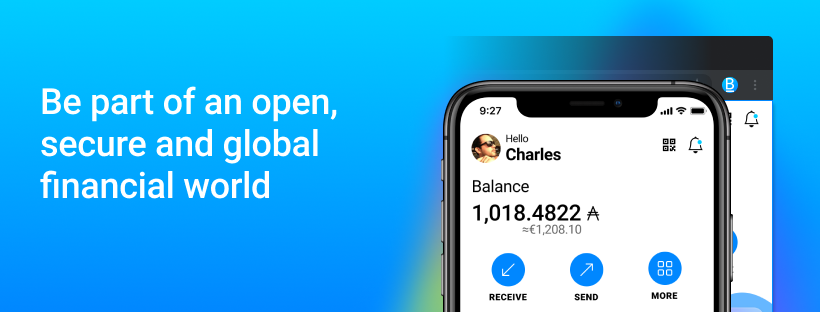 Be part of an open,
secure and global
financial world
B
9:27
Hello
Charles
Balance
1,018.4822 ₳
≈€1,208.10
RECEIVE
SEND
MORE